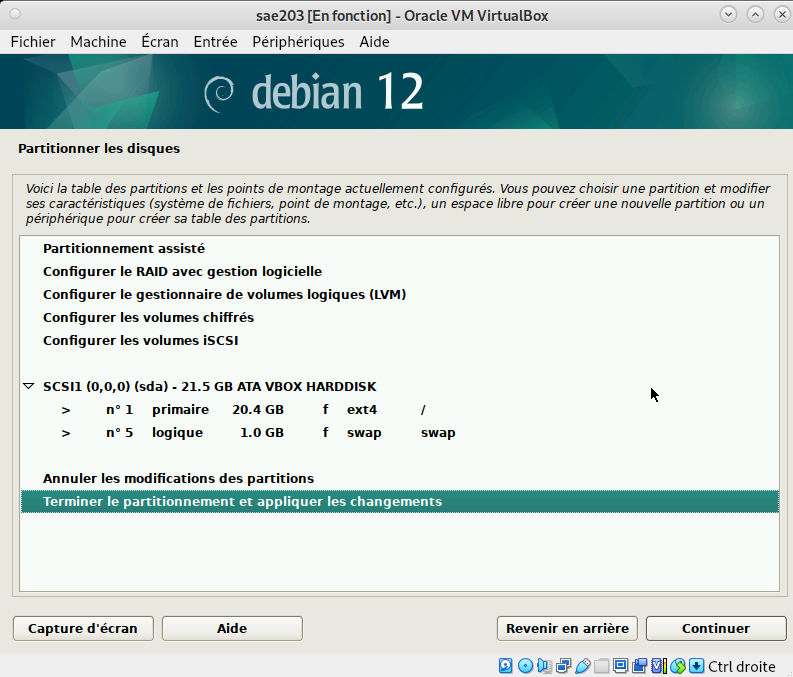 sae203 [En fonction] - Oracle VM VirtualBox
Fichier Machine Écran Entrée Périphériques Aide
debian 12
Partitionner les disques
Voici la table des partitions et les points de montage actuellement configurés. Vous pouvez choisir une partition et modifier
ses caractéristiques (système de fichiers, point de montage, etc.), un espace libre pour créer une nouvelle partition ou un
périphérique pour créer sa table des partitions.
Partitionnement assisté
Configurer le RAID avec gestion logicielle
Configurer le gestionnaire de volumes logiques (LVM)
Configurer les volumes chiffrés
Configurer les volumes iSCSI
SCSI1 (0,0,0) (sda) - 21.5 GB ATA VBOX HARDDISK
> n° 1 primaire 20.4 GB f ext4 /
> n° 5 logique 1.0 GB f swap swap
Annuler les modifications des partitions
Terminer le partitionnement et appliquer les changements
Capture d'écran Aide Revenir en arrière Continuer
Ctrl droite